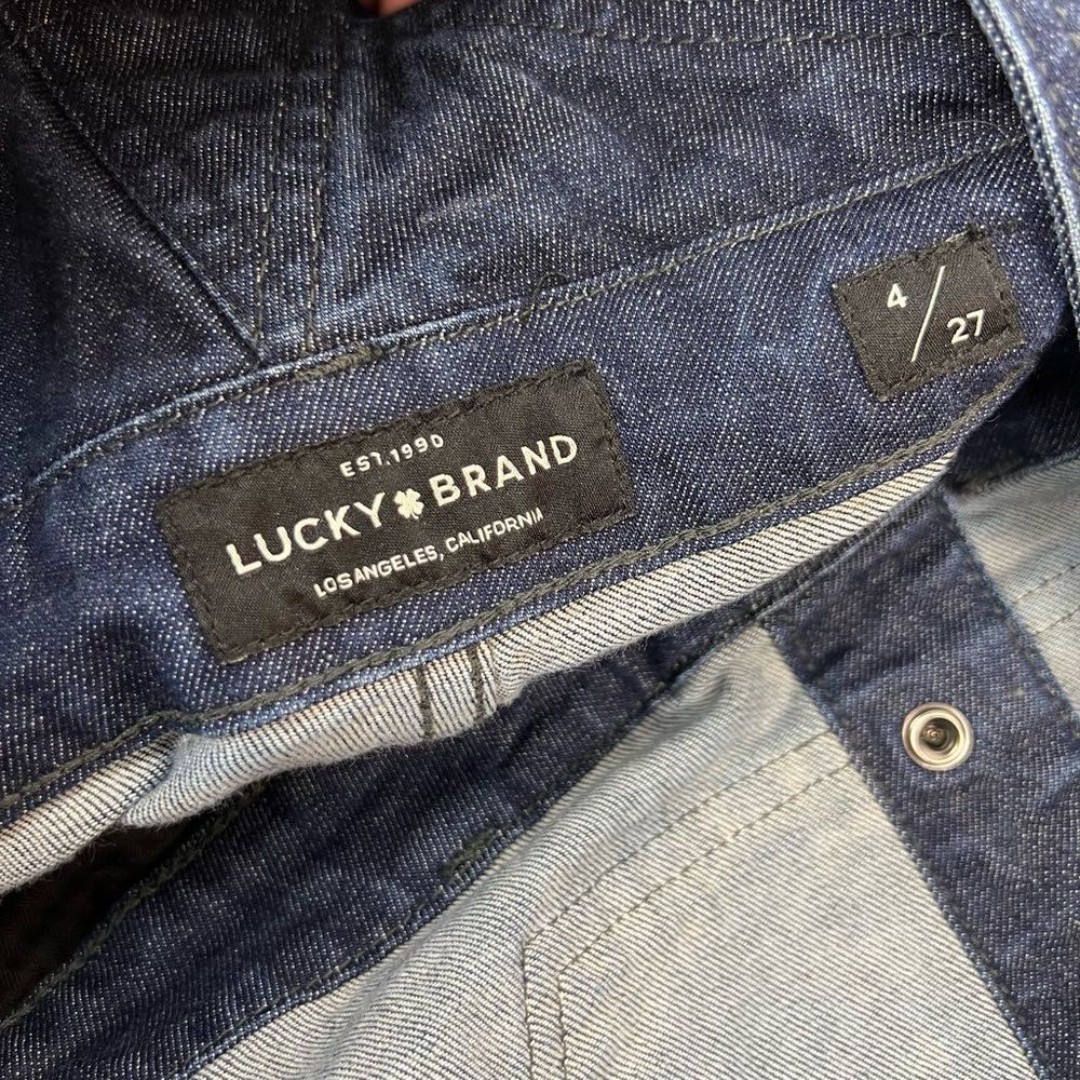 EST.1990
LUCKY BRAND
LOS ANGELES, CALIFORNIA
4/27